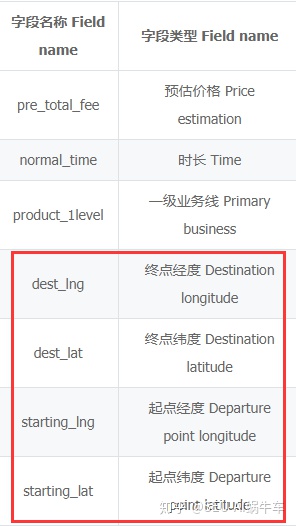 字段名称 Field
name
字段类型 Field name
pre_total_fee
预估价格 Price
estimation
normal_time
时长 Time
product_1level
一级业务线 Primary
business
dest_lng
终点经度 Destination
longitude
dest_lat
终点纬度 Destination
latitude
starting_lng
起点经度 Departure
point longitude
starting_lat
起点纬度 Departure
point latitude
知乎
蜗牛车